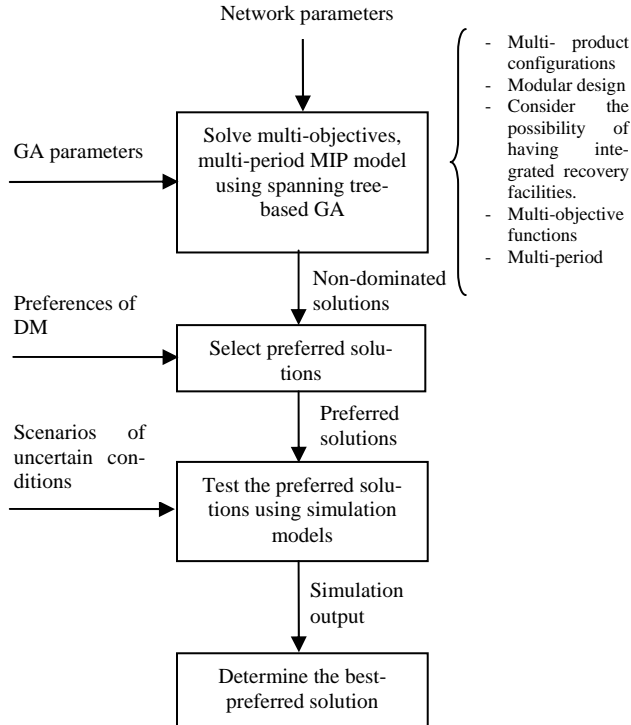 Network parameters
- Multi- product
configurations
- Modular design
- Consider the
possibility of
having inte-
grated recovery
facilities.
- Multi-objective
functions
- Multi-period
Solve multi-objectives,
multi-period MIP model
using spanning tree-
based GA
GA parameters
Non-dominated
solutions
Preferences of
DM
Select preferred solu-
tions
Preferred
solutions
Scenarios of
uncertain con-
ditions
Test the preferred solu-
tions using simulation
models
Simulation
output
Determine the best-
preferred solution